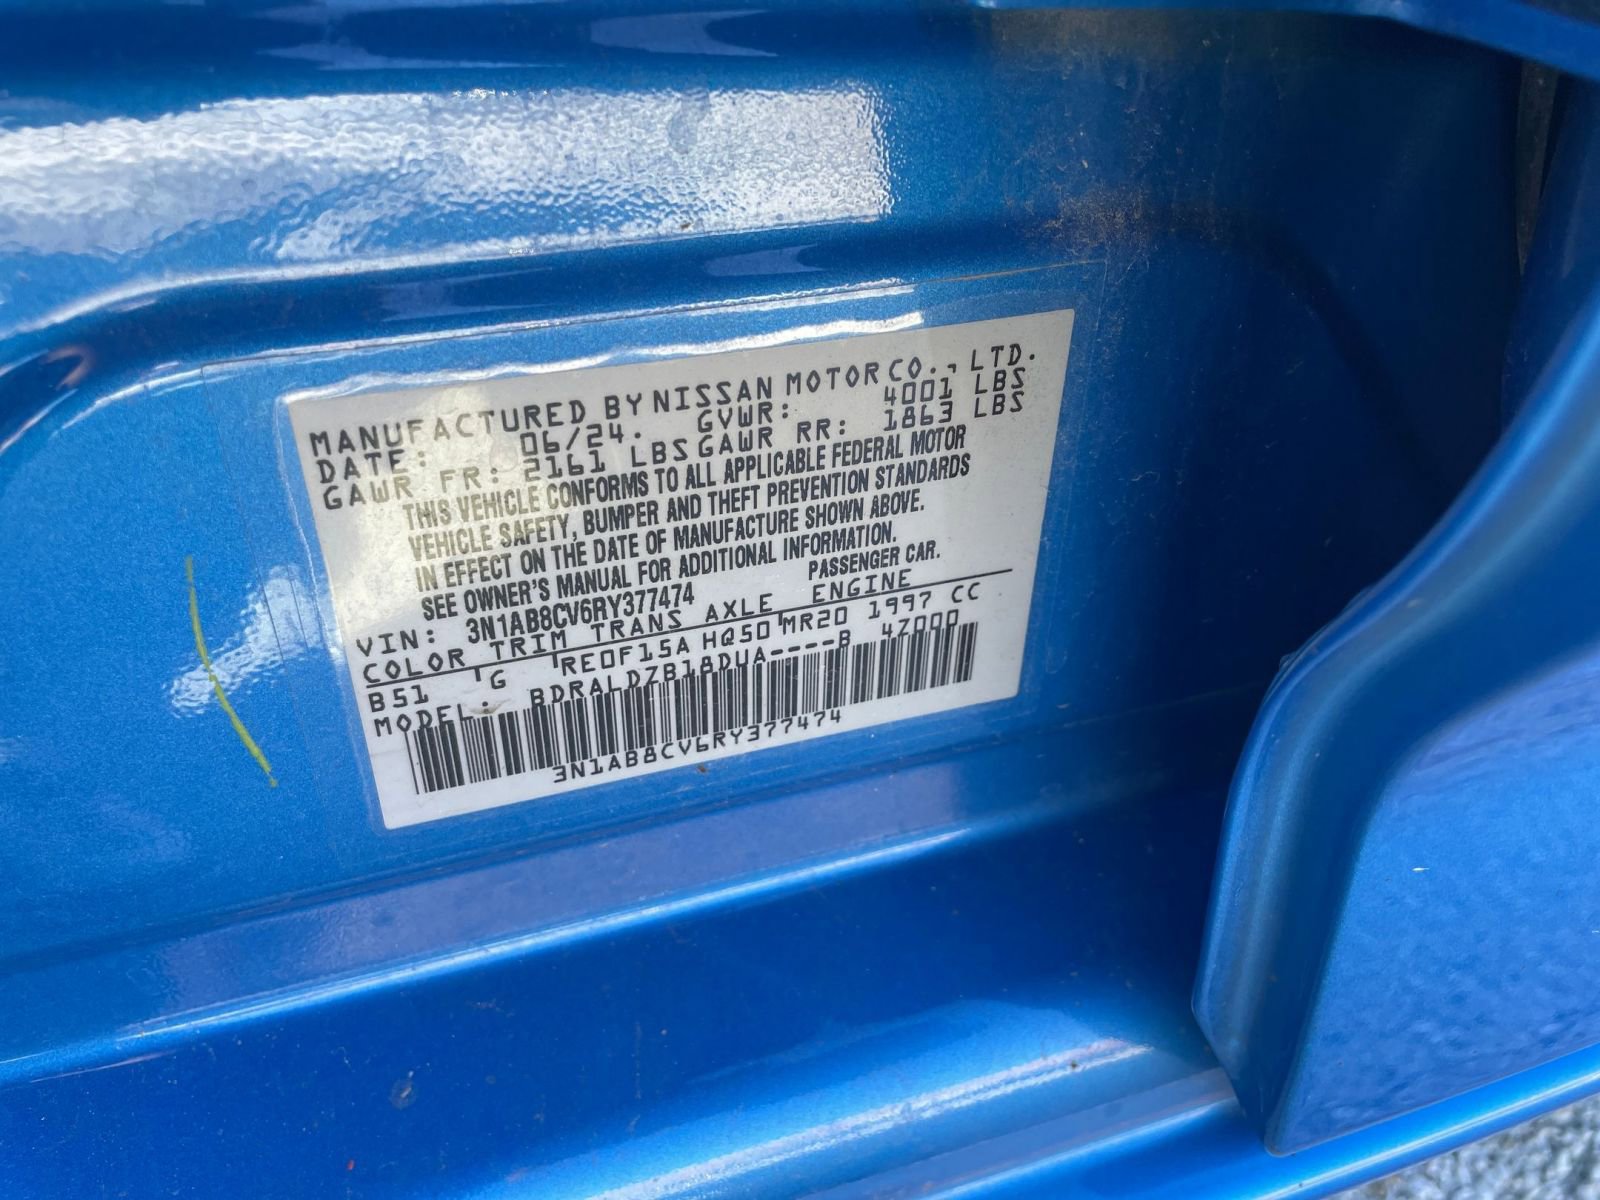 MANUFACTURED BY NISSAN MOTOR CO., LTD.
DATE: 06/24. GVWR: 4001 LBS
GAWR FR: 2161 LBS GAWR RR: 1863 LBS
THIS VEHICLE CONFORMS TO ALL APPLICABLE FEDERAL MOTOR
VEHICLE SAFETY, BUMPER AND THEFT PREVENTION STANDARDS
IN EFFECT ON THE DATE OF MANUFACTURE SHOWN ABOVE.
SEE OWNER'S MANUAL FOR ADDITIONAL INFORMATION.
VIN: 3N1AB8CV6RY377474 PASSENGER CAR.
COLOR TRIM TRANS AXLE ENGINE
B51 G RE0F15A HQ50 MR20 1997 CC
MODEL: BDRALDZB18DUA----B 4Z000
3N1AB8CV6RY377474